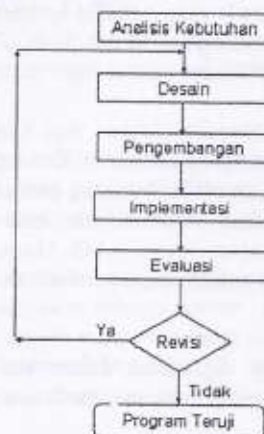 Analisis Kebutuhan
Desain
Pengembangan
Implementasi
Evaluasi
Ya
Revisi
Tidak
Program Teruji